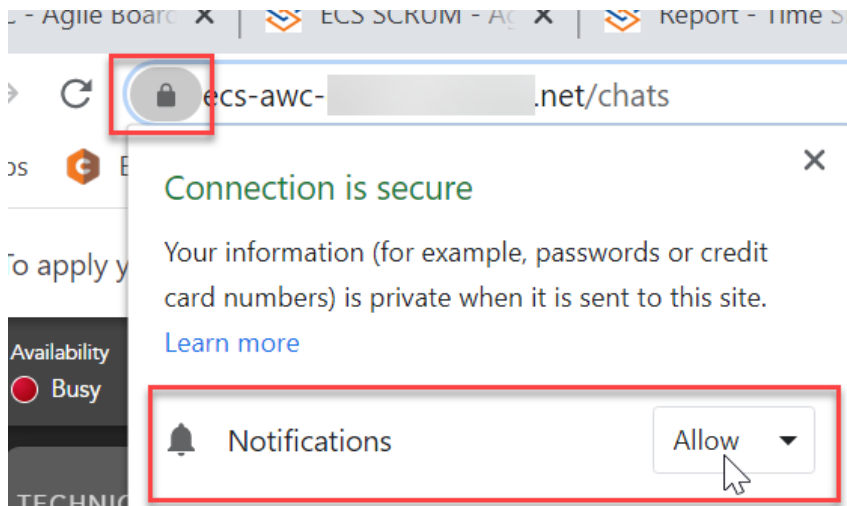 - Agile Board
ECS SCRUM - Ag
Report - Time S
ecs-awc- .net/chats
Connection is secure
Your information (for example, passwords or credit
card numbers) is private when it is sent to this site.
Learn more
To apply y
Availability
Busy
Notifications
Allow
TECHNIC